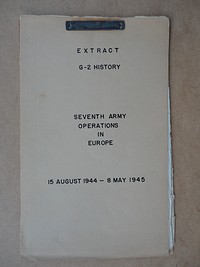 EXTRACT
G-2 HISTORY
SEVENTH ARMY
OPERATIONS
IN
EUROPE
15 AUGUST 1944 – 8 MAY 1945